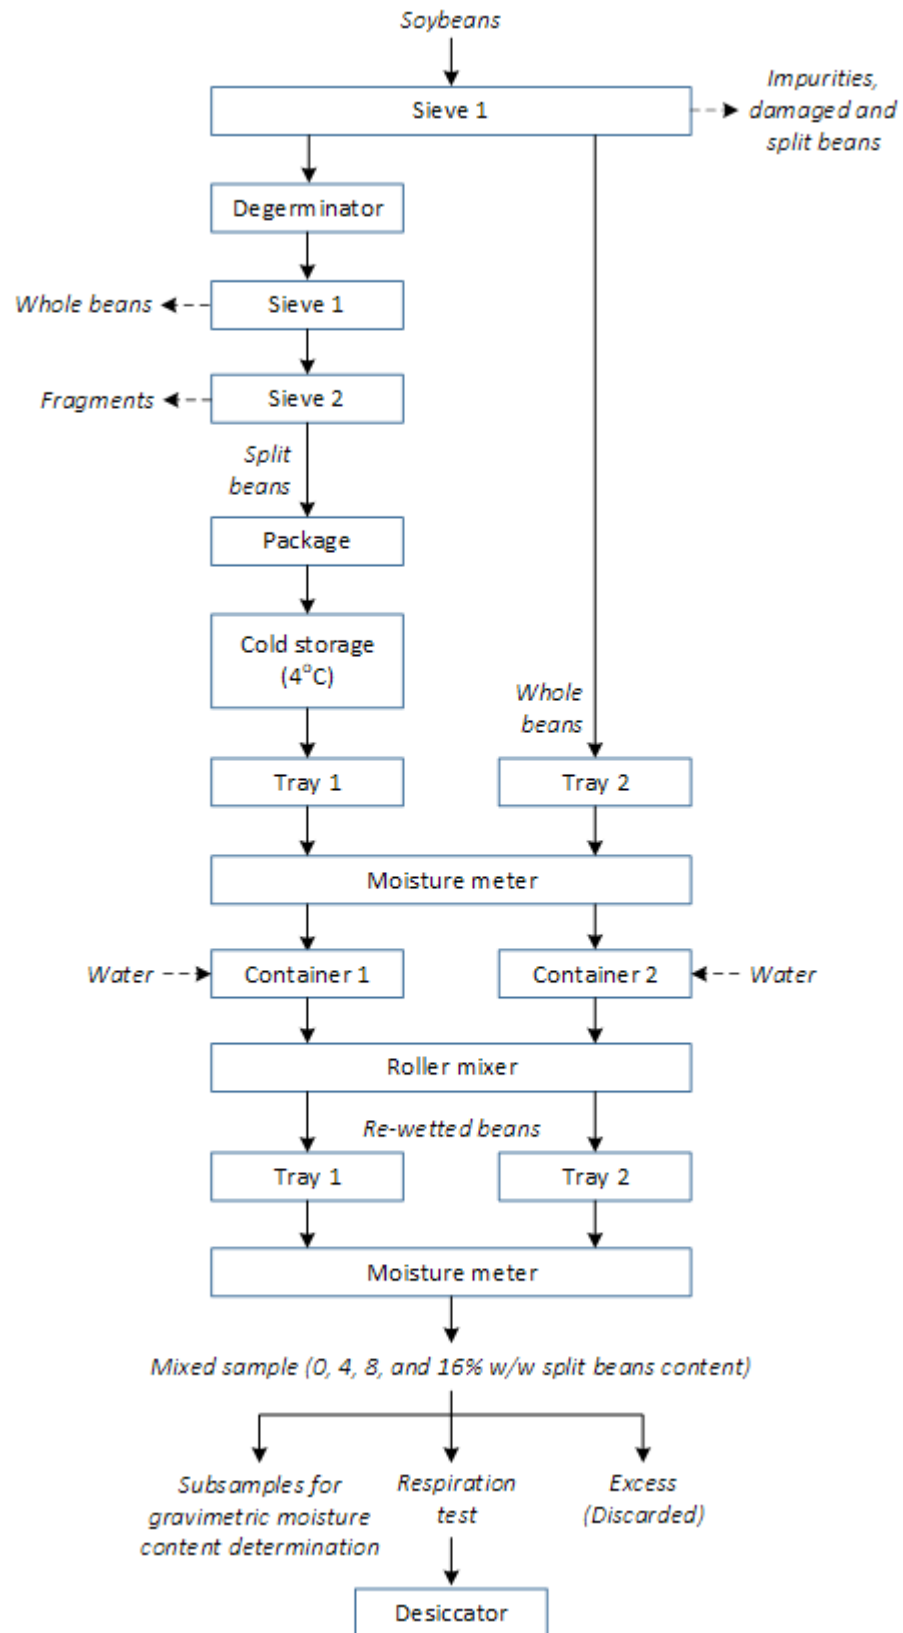 Soybeans
Sieve 1
Impurities,
damaged and
split beans
Degerminator
Whole beans
Sieve 1
Fragments
Sieve 2
Split
beans
Package
Cold storage
(4°C)
Whole
beans
Tray 1
Tray 2
Moisture meter
Water
Container 1
Container 2
Water
Roller mixer
Re-wetted beans
Tray 1
Tray 2
Moisture meter
Mixed sample (0, 4, 8, and 16% w/w split beans content)
Subsamples for
gravimetric moisture
content determination
Respiration
test
Excess
(Discarded)
Desiccator